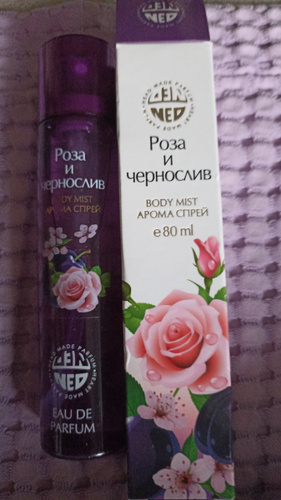 NEO
Роза
и
чернослив
BODY MIST
АРОМА СПРЕЙ
NEO
EAU DE
PARFUM
NEO
Роза
и
чернослив
BODY MIST
АРОМА СПРЕЙ
e 80 ml